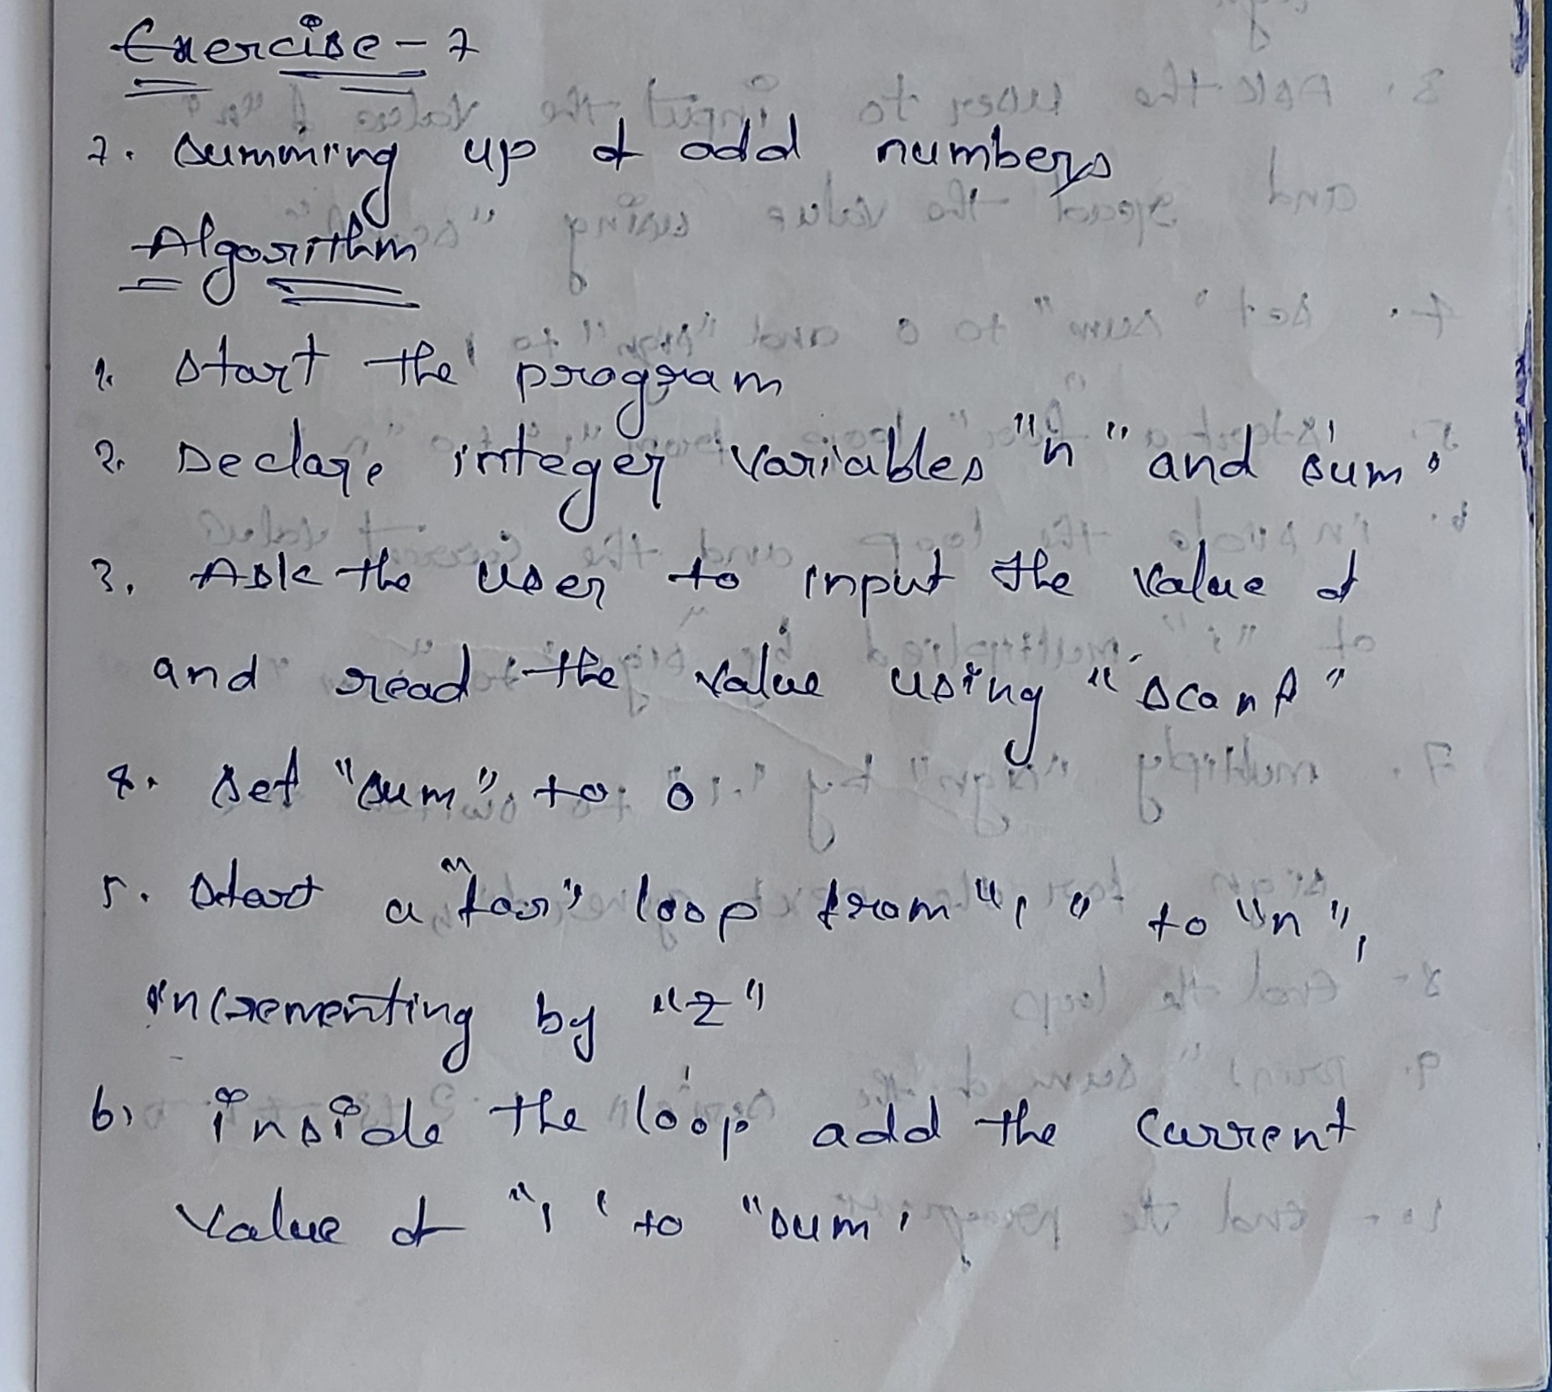 Exercise - 7
7. Summing up of odd numbers
Algorithm
1. Start the program
2. Declare integer variables "n" and sum.
3. Ask the user to input the value of
and read the value using "scanf"
4. Set "sum" to 0
5. Start a "for" loop from "1" to "n",
incrementing by "2"
6. inside the loop add the current
value of "i" to "sum.